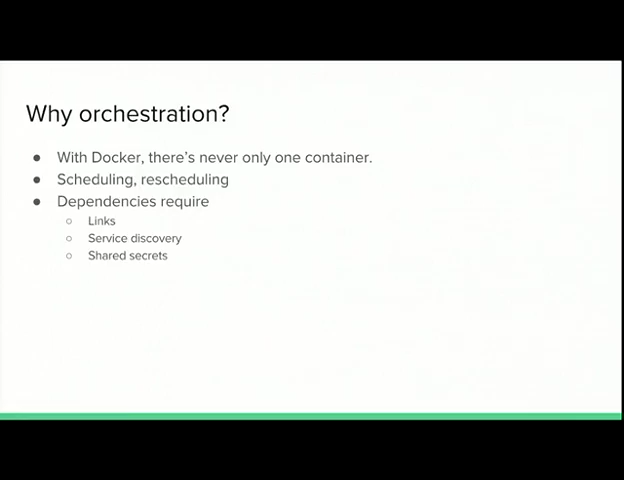 Why orchestration?
● With Docker, there's never only one container.
● Scheduling, rescheduling
● Dependencies require
○ Links
○ Service discovery
○ Shared secrets